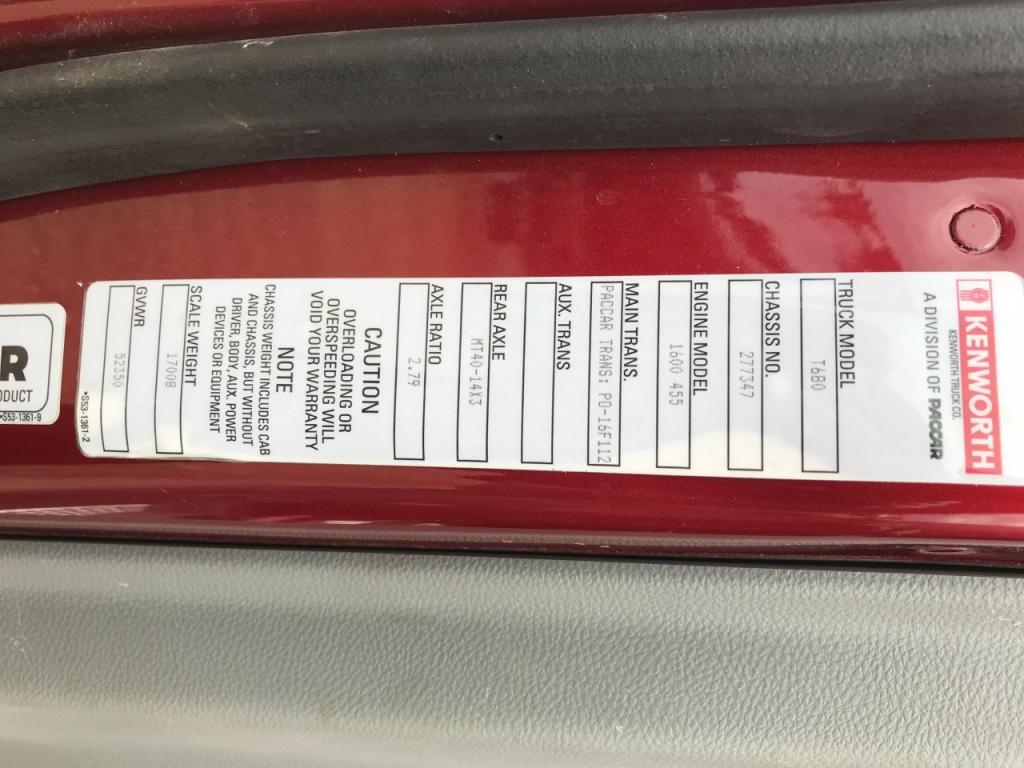 KENWORTH
KENWORTH TRUCK CO.
A DIVISION OF PACCAR
TRUCK MODEL
T680
CHASSIS NO.
277347
ENGINE MODEL
1600 455
MAIN TRANS.
PACCAR TRANS: PO-16F112
AUX. TRANS
REAR AXLE
MT40-14X3
AXLE RATIO
2.79
CAUTION
OVERLOADING OR
OVERSPEEDING WILL
VOID YOUR WARRANTY
NOTE
CHASSIS WEIGHT INCLUDES CAB
AND CHASSIS, BUT WITHOUT
DRIVER, BODY, AUX. POWER
DEVICES OR EQUIPMENT
SCALE WEIGHT
17008
GVWR
52350
*S53-1361-2
R
ODUCT
*S53-1361-9